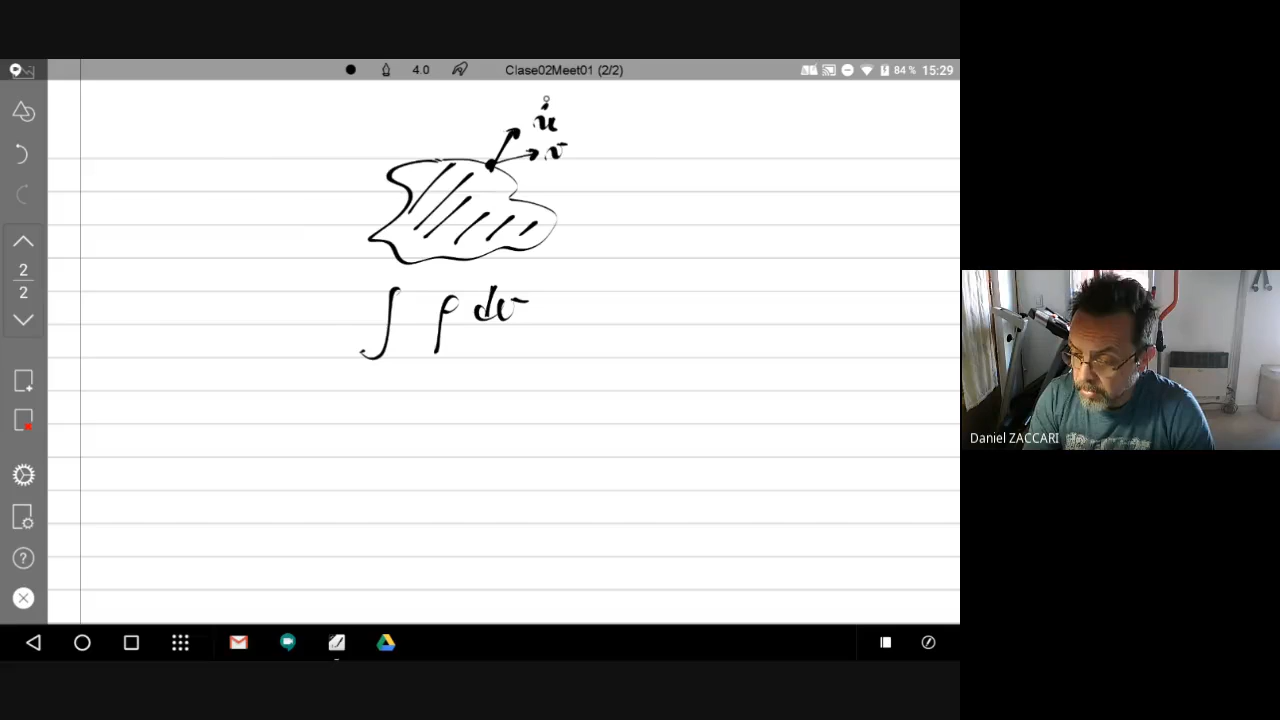 4.0 Clase02Meet01 (2/2) 84 % 15:29
u̇
v
2
2
∫ ρ dv
Daniel ZACCARI